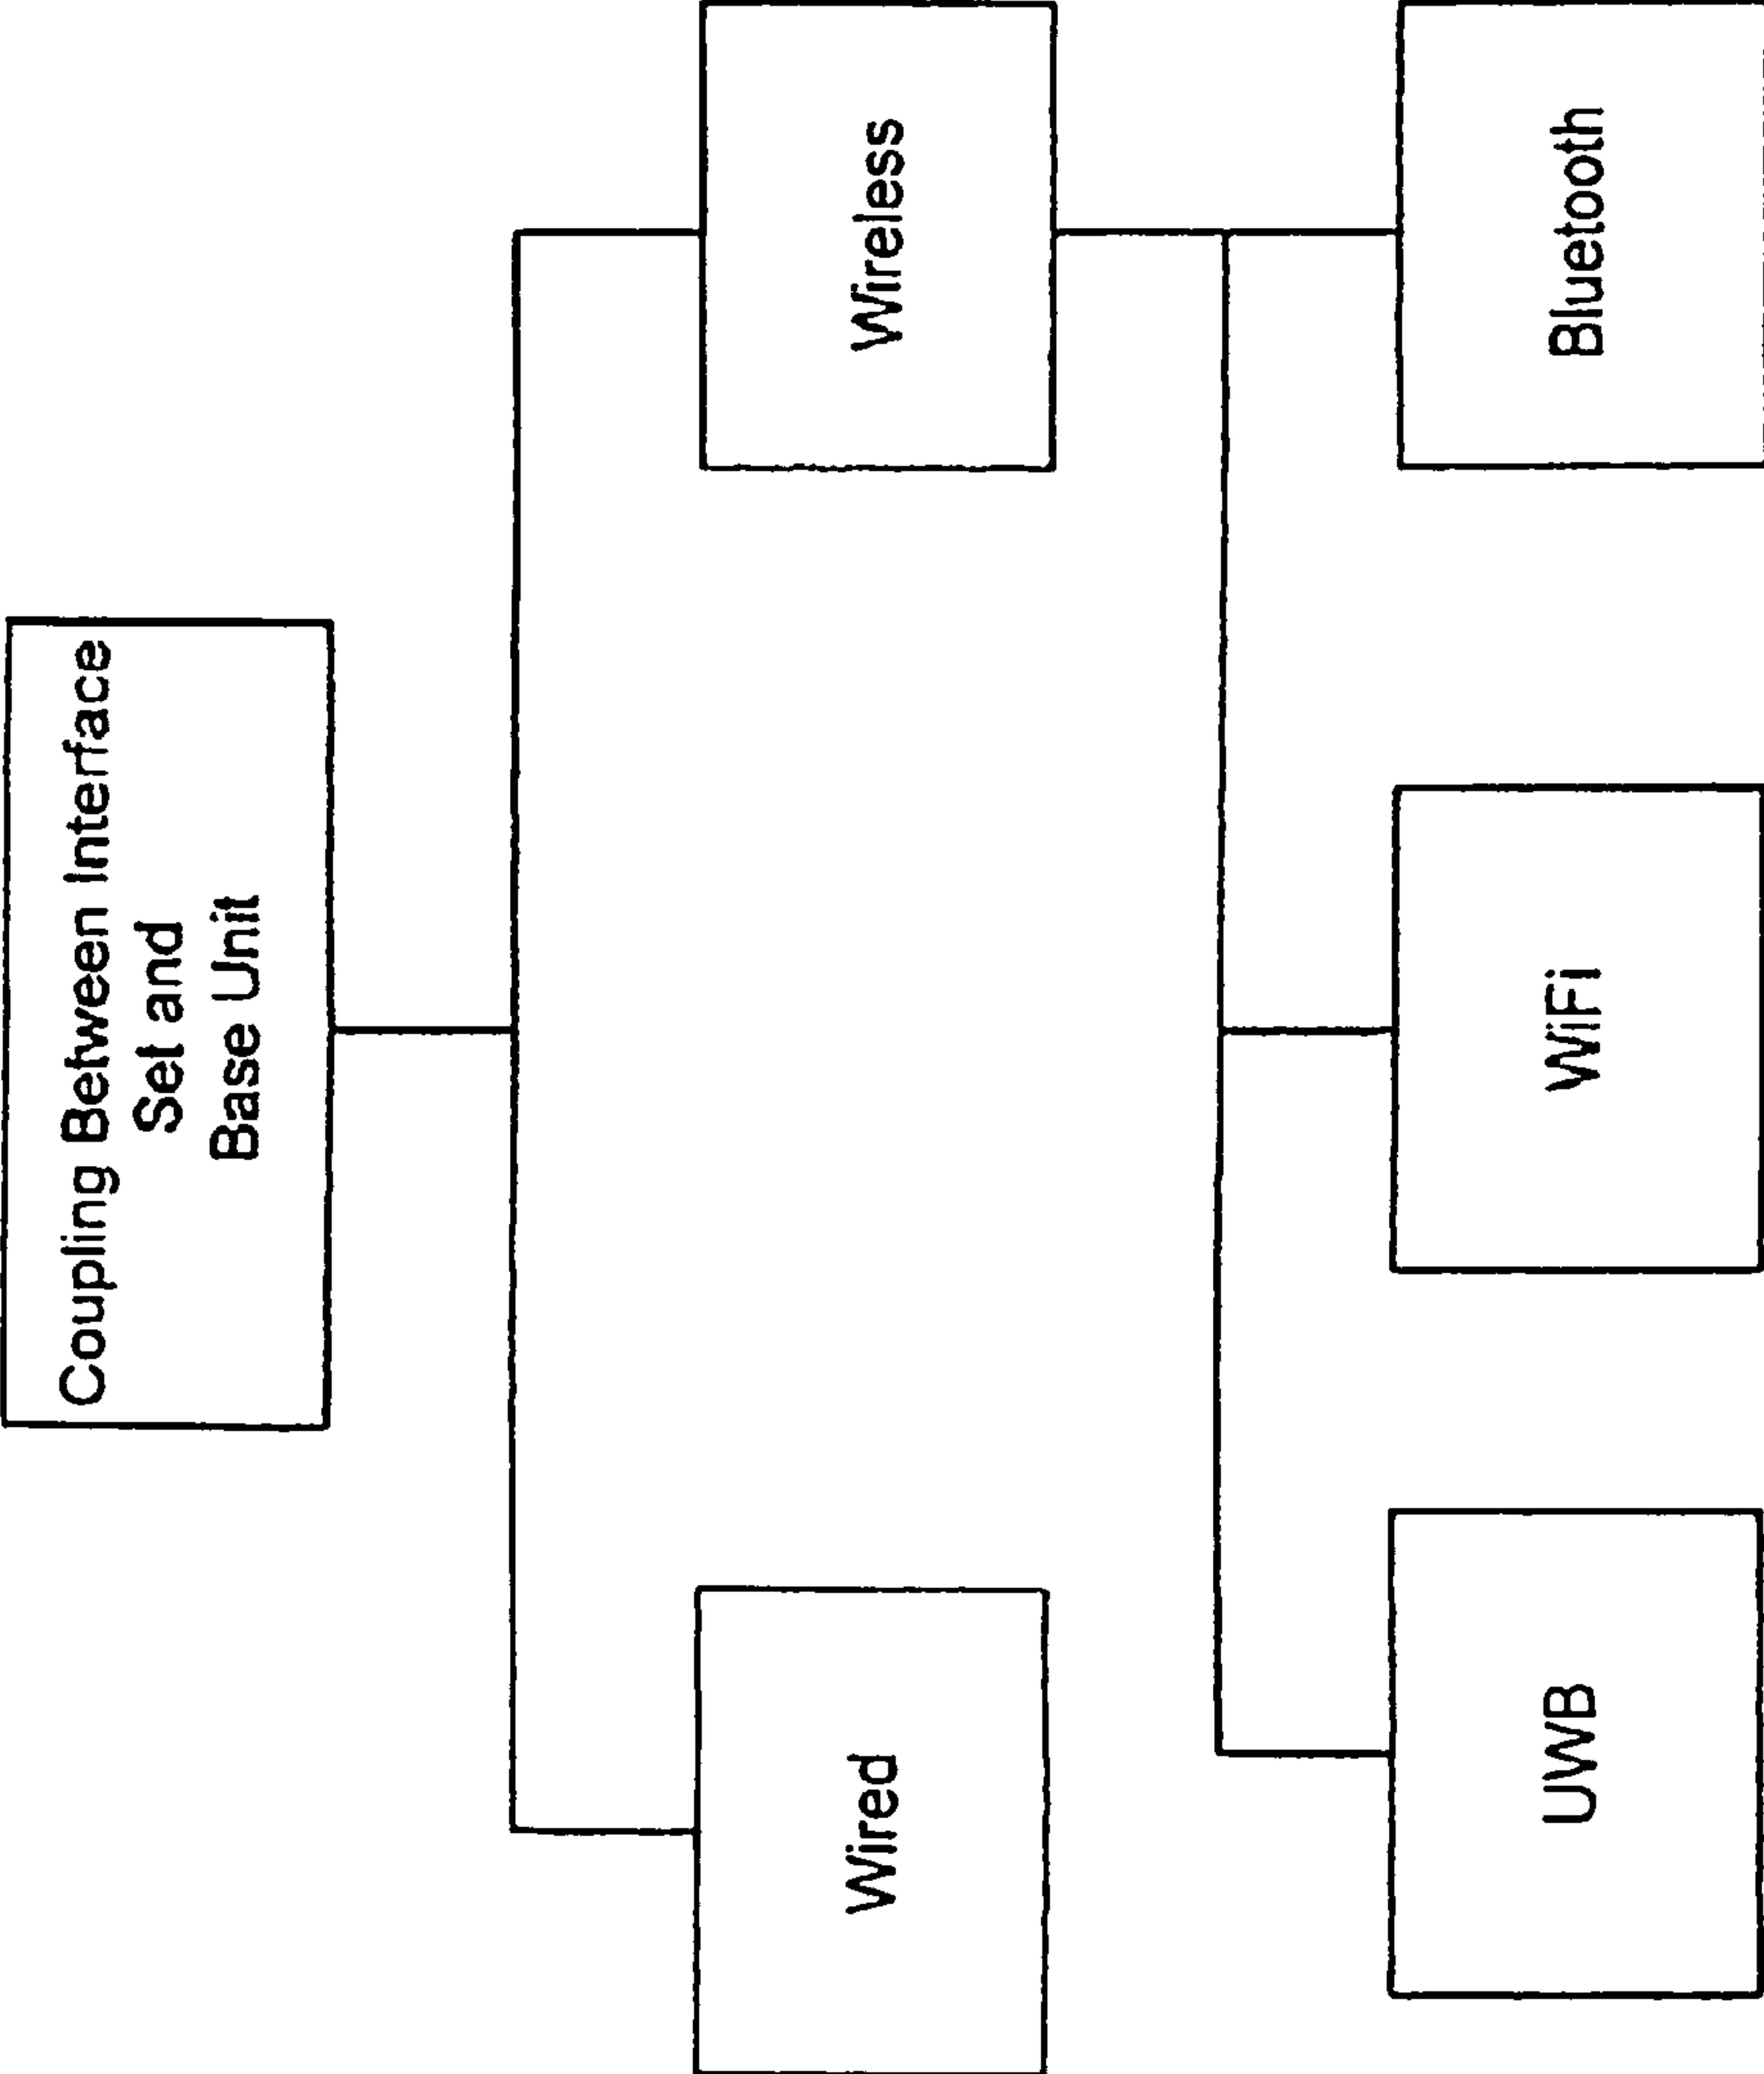 Coupling Between Interface
Set and
Base Unit
Wired
Wireless
UWB
WiFi
Bluetooth